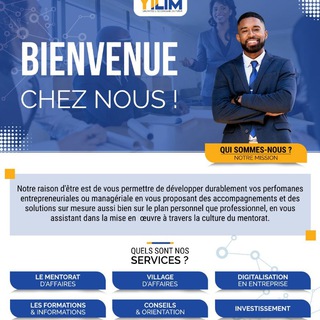 YILIM
BIENVENUE
CHEZ NOUS !
QUI SOMMES-NOUS ?
NOTRE MISSION
Notre raison d'être est de vous permettre de développer durablement vos perfomanes
entrepreneuriales ou managériale en vous proposant des accompagnements et des
solutions sur mesure aussi bien sur le plan personnel que professionnel, en vous
assistant dans la mise en œuvre à travers la culture du mentorat.
QUELS SONT NOS
SERVICES ?
LE MENTORAT
D'AFFAIRES
VILLAGE
D'AFFAIRES
DIGITALISATION
EN ENTREPRISE
LES FORMATIONS
& INFORMATIONS
CONSEILS
& ORIENTATION
INVESTISSEMENT